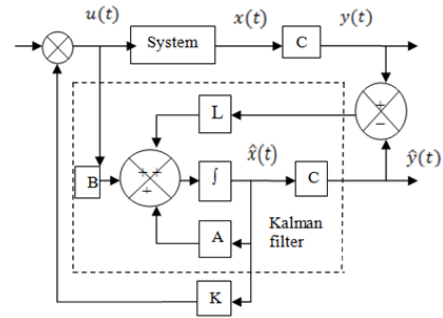 u(t)
System
x(t)
C
y(t)
+
−
L
x̂(t)
ŷ(t)
B
+ +
+
∫
C
A
Kalman
filter
K